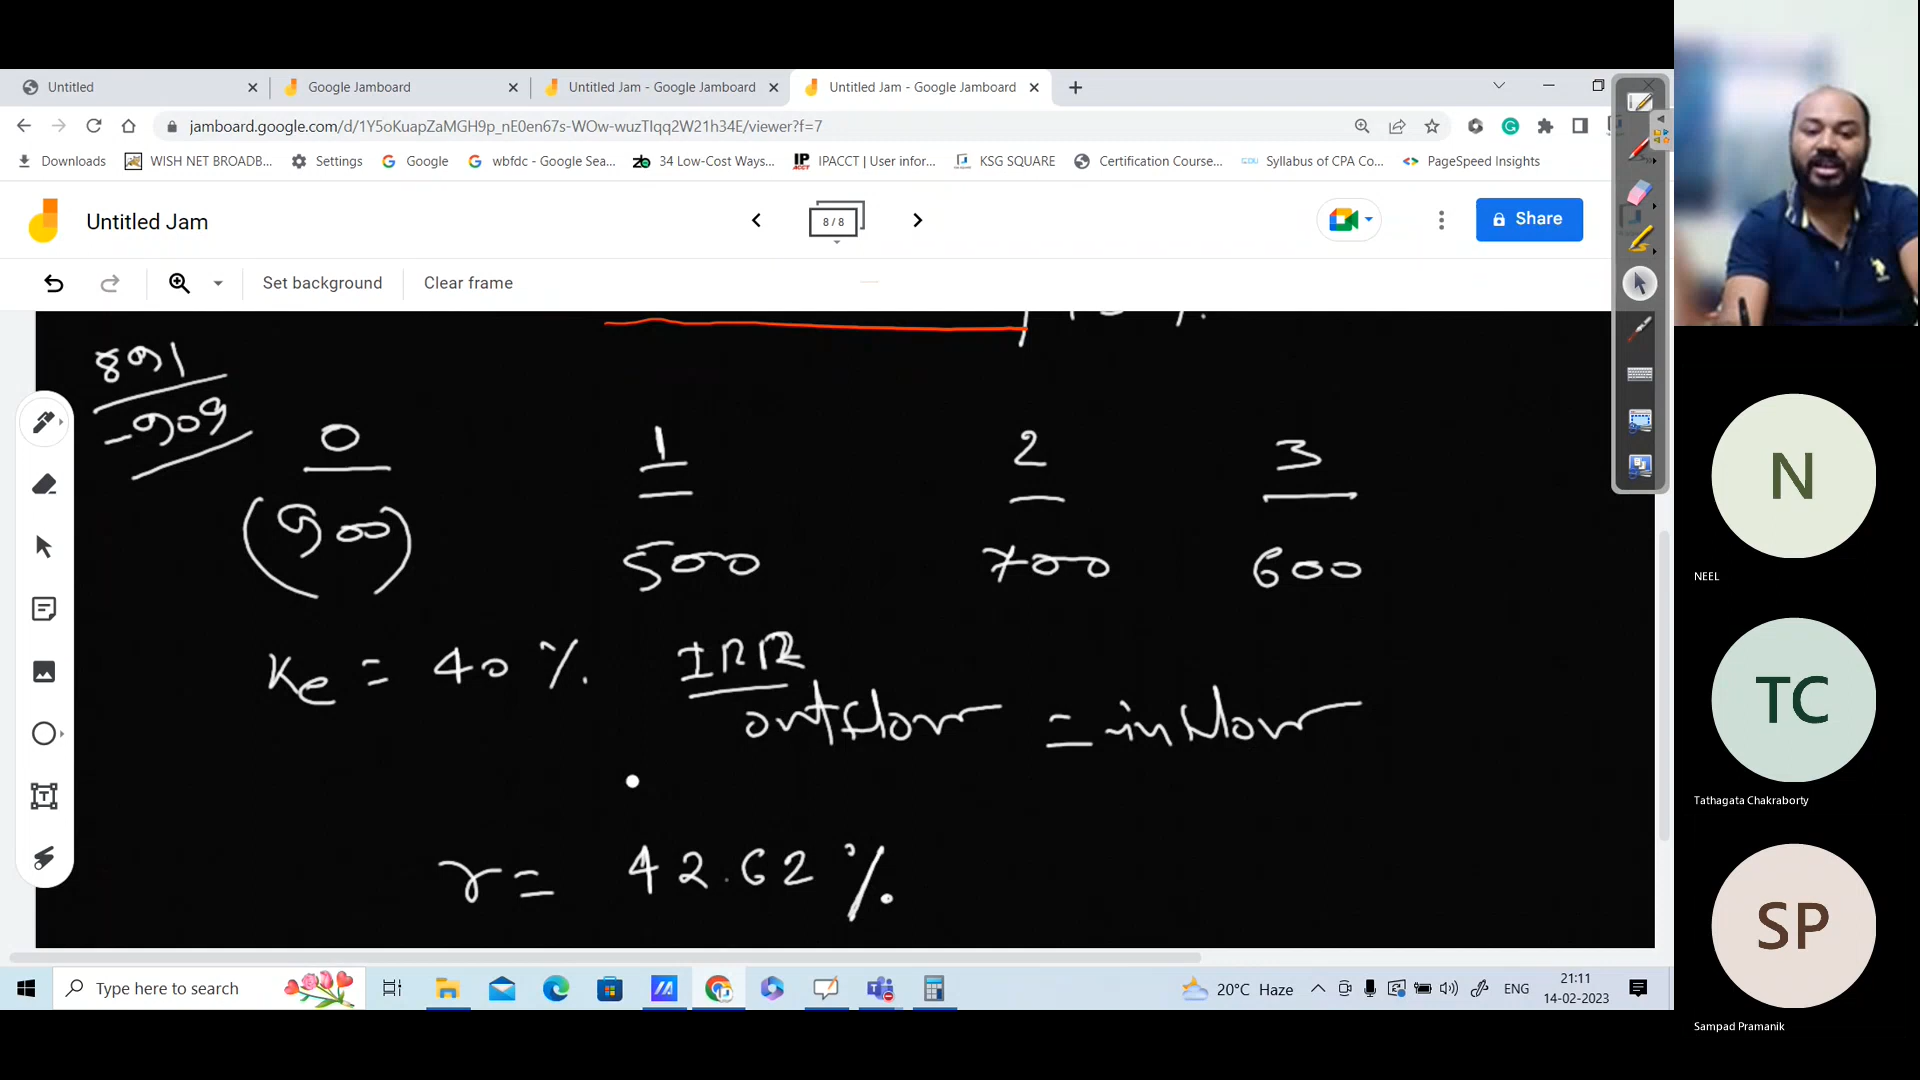 Untitled
Google Jamboard
Untitled Jam - Google Jamboard
Untitled Jam - Google Jamboard
jamboard.google.com/d/1Y5oKuapZaMGH9p_nE0en67s-WOw-wuzTIqq2W21h34E/viewer?f=7
Downloads
WISH NET BROADB...
Settings
Google
wbfdc - Google Sea...
34 Low-Cost Ways...
IPACCT | User infor...
KSG SQUARE
Certification Course...
Syllabus of CPA Co...
PageSpeed Insights
Untitled Jam
8 / 8
Share
Set background
Clear frame
891
-909
0 1 2 3
(900) 500 700 600
Ke = 40 %. IRR
outflow = inflow
r = 42.62 %.
N
NEEL
TC
Tathagata Chakraborty
SP
Sampad Pramanik
Type here to search
20°C Haze
ENG
21:11
14-02-2023